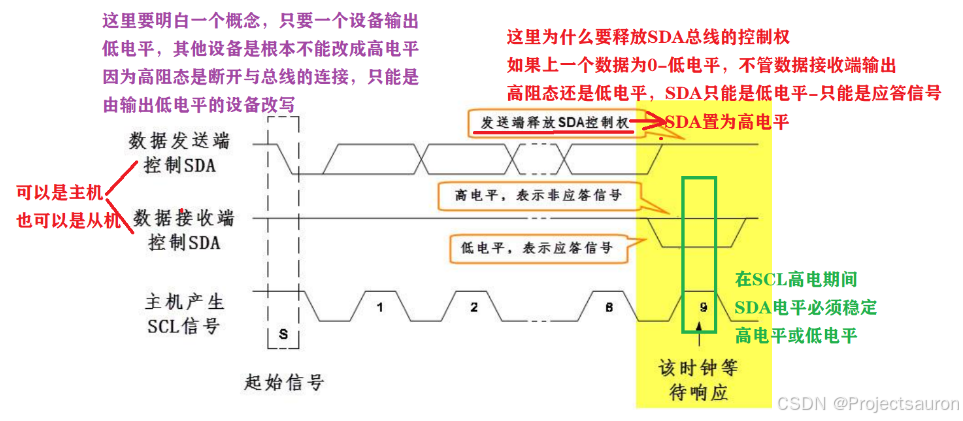 这里要明白一个概念，只要一个设备输出
低电平，其他设备是根本不能改成高电平
因为高阻态是断开与总线的连接，只能是
由输出低电平的设备改写
这里为什么要释放SDA总线的控制权
如果上一个数据为0-低电平，不管数据接收端输出
高阻态还是低电平，SDA只能是低电平-只能是应答信号
发送端释放SDA控制权
SDA置为高电平
数据发送端
控制SDA
可以是主机
也可以是从机
高电平，表示非应答信号
数据接收端
控制SDA
低电平，表示应答信号
在SCL高电期间
SDA电平必须稳定
高电平或低电平
主机产生
SCL信号
S
1
2
8
9
起始信号
该时钟等
待响应
CSDN @Projectsauron